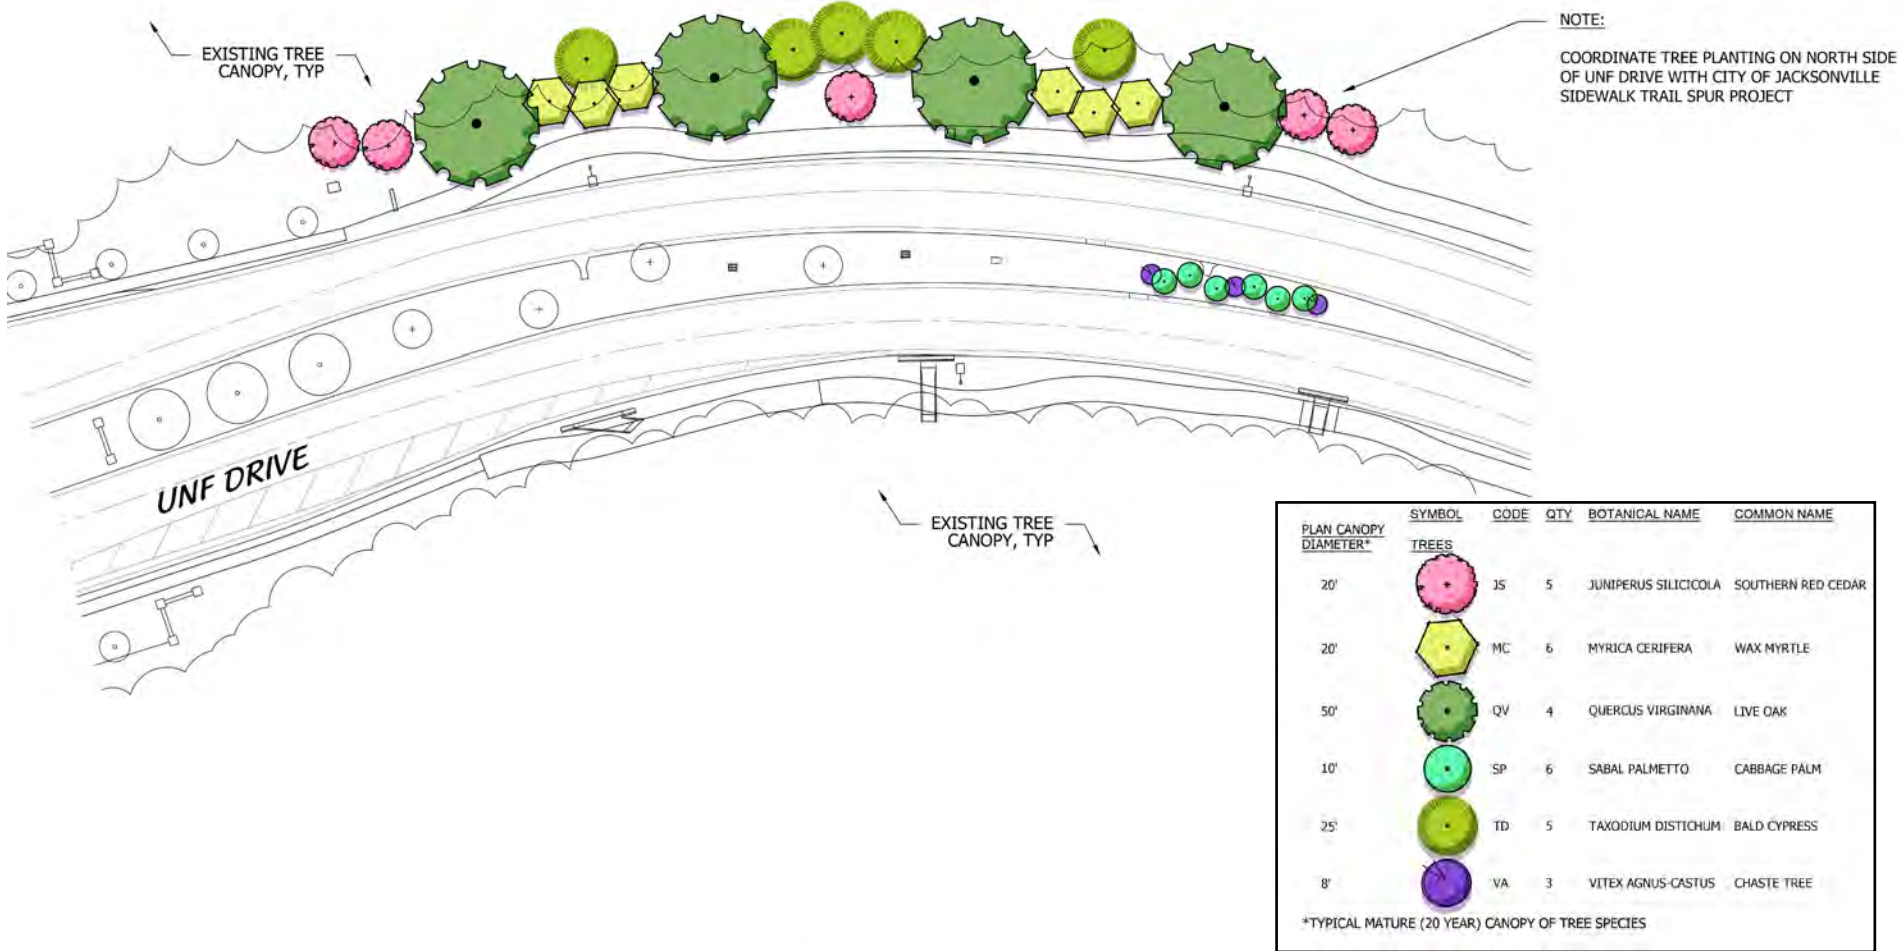 NOTE:
COORDINATE TREE PLANTING ON NORTH SIDE
OF UNF DRIVE WITH CITY OF JACKSONVILLE
SIDEWALK TRAIL SPUR PROJECT
EXISTING TREE
CANOPY, TYP
UNF DRIVE
EXISTING TREE
CANOPY, TYP
PLAN CANOPY
DIAMETER*
SYMBOL CODE QTY BOTANICAL NAME COMMON NAME
TREES
20' JS 5 JUNIPERUS SILICICOLA SOUTHERN RED CEDAR
20' MC 6 MYRICA CERIFERA WAX MYRTLE
50' QV 4 QUERCUS VIRGINANA LIVE OAK
10' SP 6 SABAL PALMETTO CABBAGE PALM
25' TD 5 TAXODIUM DISTICHUM BALD CYPRESS
8' VA 3 VITEX AGNUS-CASTUS CHASTE TREE
*TYPICAL MATURE (20 YEAR) CANOPY OF TREE SPECIES